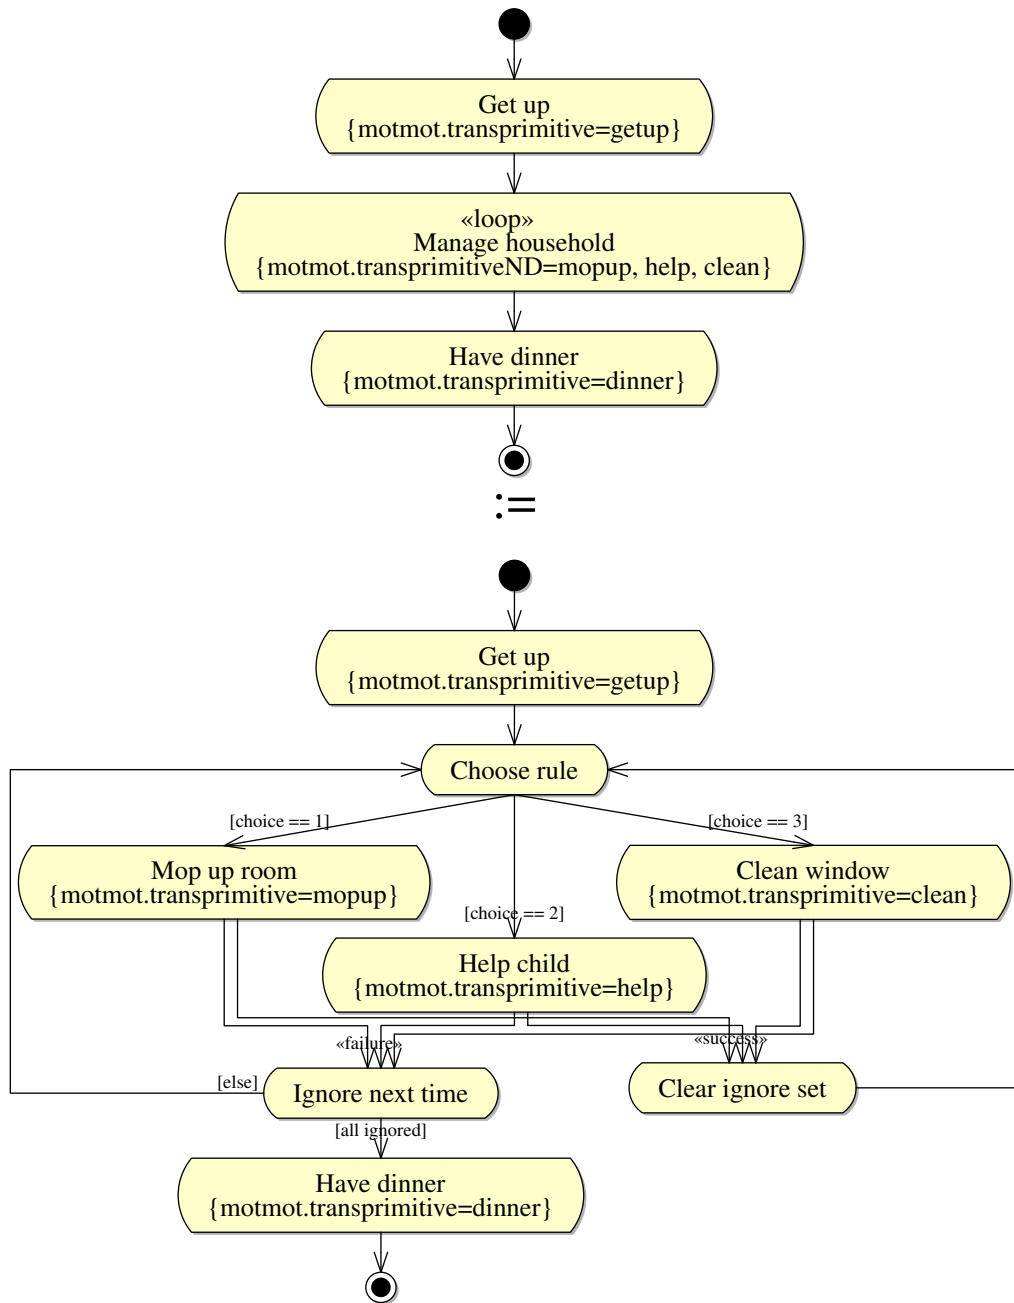 Get up
{motmot.transprimitive=getup}
«loop»
Manage household
{motmot.transprimitiveND=mopup, help, clean}
Have dinner
{motmot.transprimitive=dinner}
:=
Get up
{motmot.transprimitive=getup}
Choose rule
[choice == 1]
[choice == 3]
Mop up room
{motmot.transprimitive=mopup}
Clean window
{motmot.transprimitive=clean}
[choice == 2]
Help child
{motmot.transprimitive=help}
«failure»
«success»
[else]
Ignore next time
Clear ignore set
[all ignored]
Have dinner
{motmot.transprimitive=dinner}